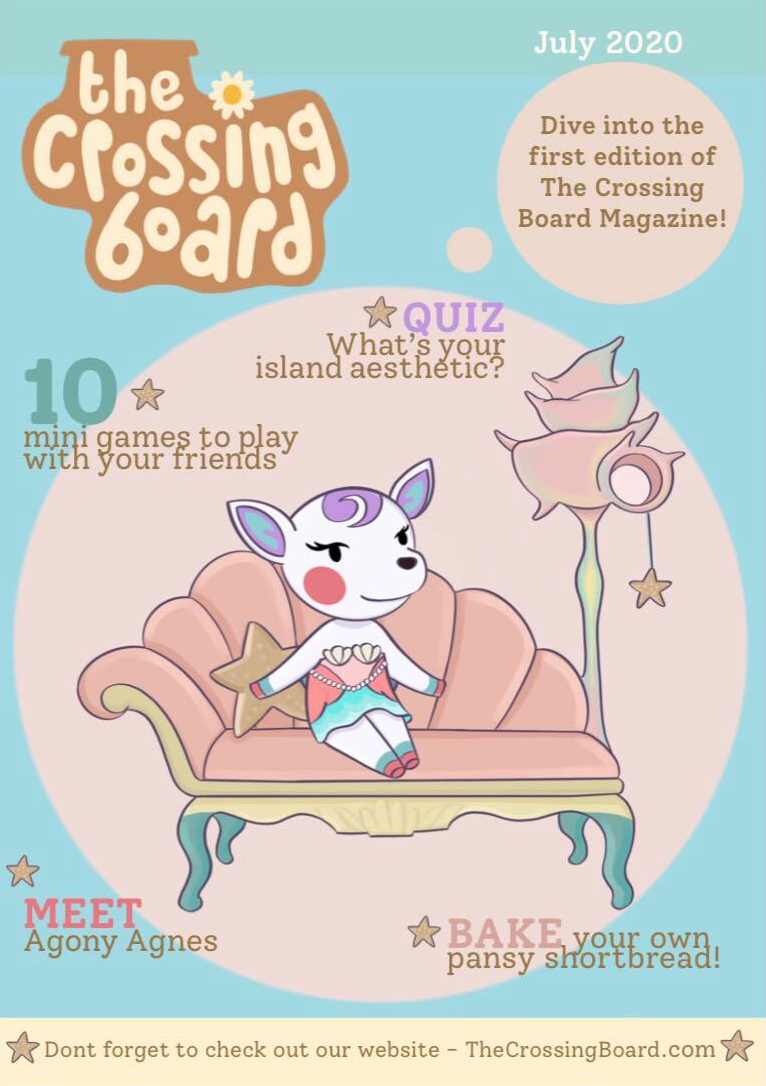 July 2020
the
Crossing
board
Dive into the
first edition of
The Crossing
Board Magazine!
QUIZ
What's your
island aesthetic?
10
mini games to play
with your friends
MEET
Agony Agnes
BAKE your own
pansy shortbread!
Dont forget to check out our website - TheCrossingBoard.com